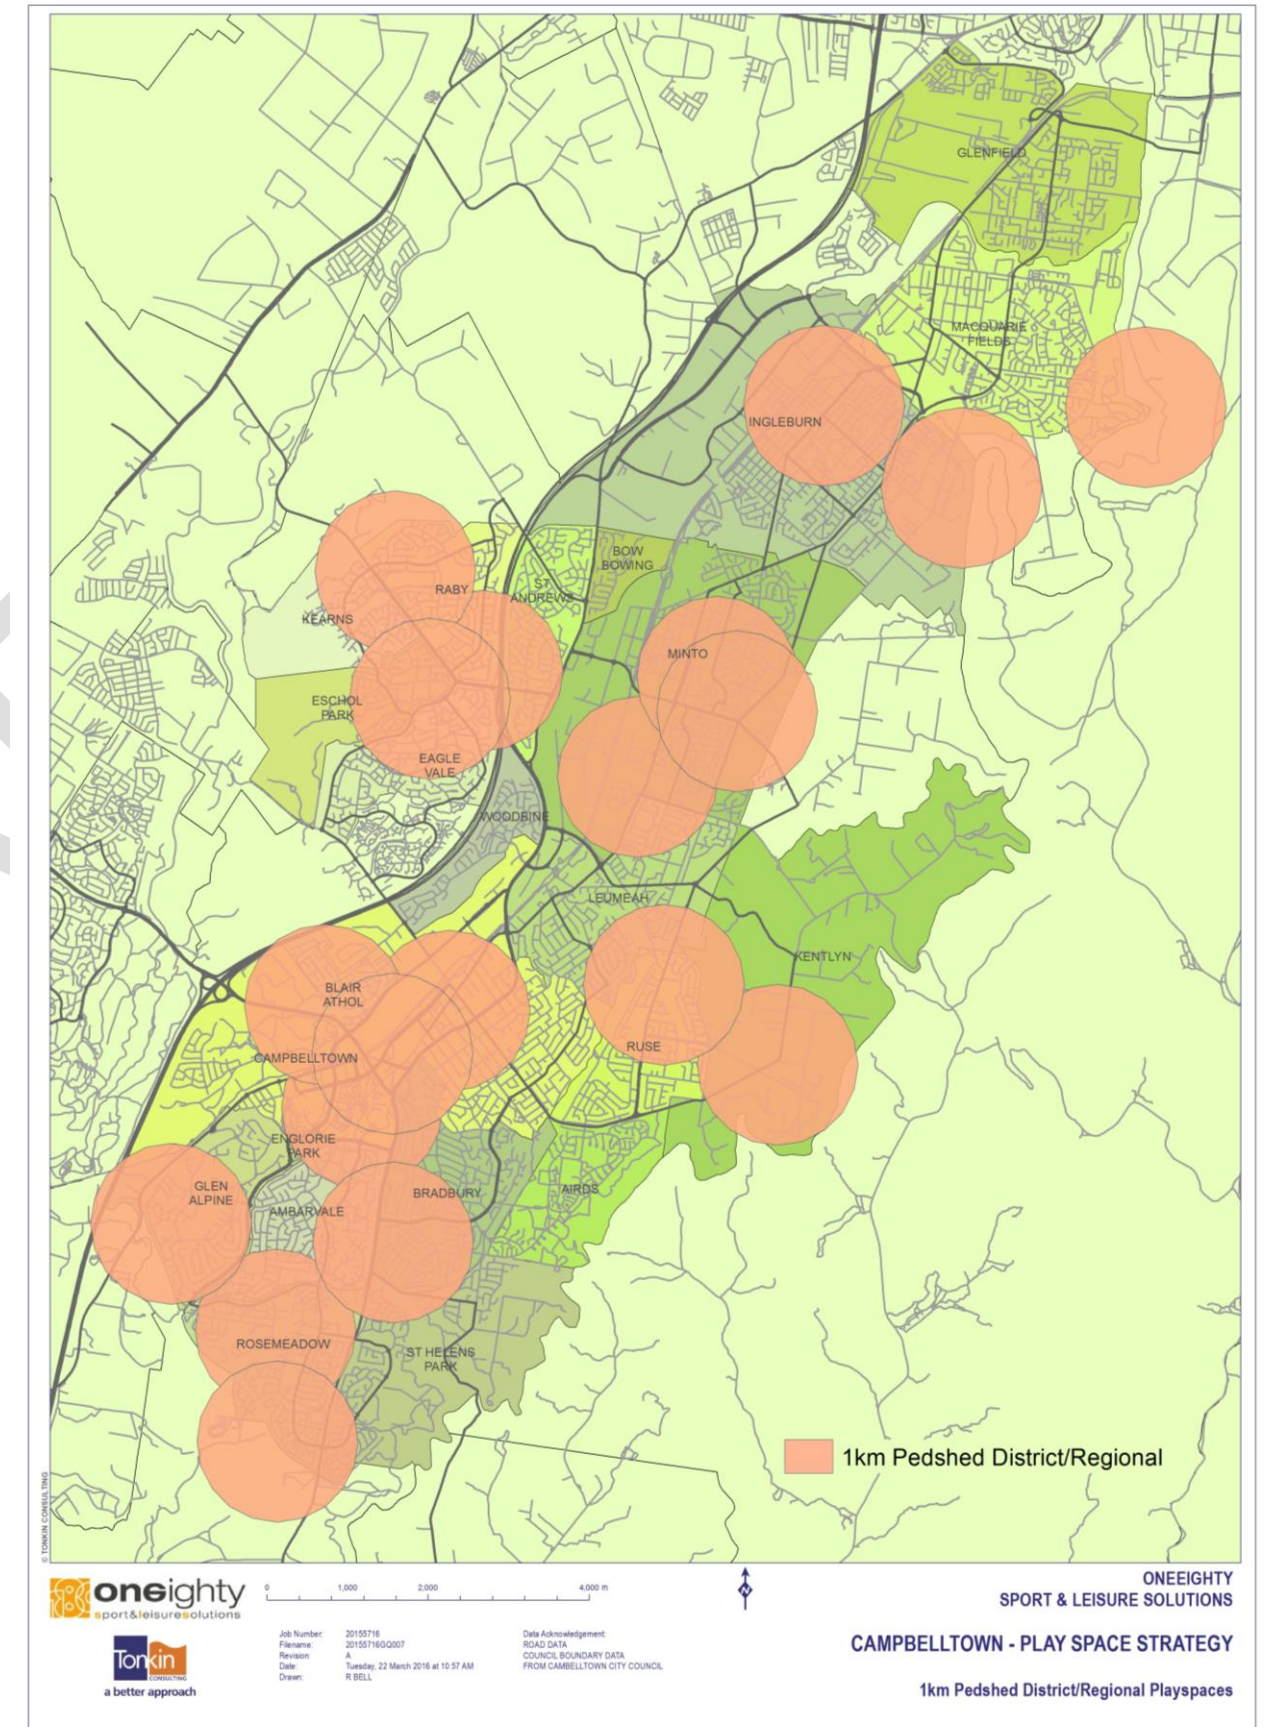 GLENFIELD
MACQUARIE
FIELDS
INGLEBURN
BOW
BOWING
RABY
ST
ANDREWS
KEARNS
MINTO
ESCHOL
PARK
EAGLE
VALE
WOODBINE
LEUMEAH
KENTLYN
BLAIR
ATHOL
RUSE
CAMPBELLTOWN
ENGLORIE
PARK
GLEN
ALPINE
BRADBURY
AIRDS
AMBARVALE
ROSEMEADOW
ST HELENS
PARK
1km Pedshed District/Regional
© TONKIN CONSULTING
oneighty
sport&leisuresolutions
0 1,000 2,000 4,000 m
ONEEIGHTY
SPORT & LEISURE SOLUTIONS
Tonkin
CONSULTING
a better approach
Job Number: 20155716
Filename: 20155716GQ007
Revision: A
Date: Tuesday, 22 March 2016 at 10:57 AM
Drawn: R BELL
Data Acknowledgement:
ROAD DATA
COUNCIL BOUNDARY DATA
FROM CAMBELLTOWN CITY COUNCIL
CAMPBELLTOWN - PLAY SPACE STRATEGY
1km Pedshed District/Regional Playspaces